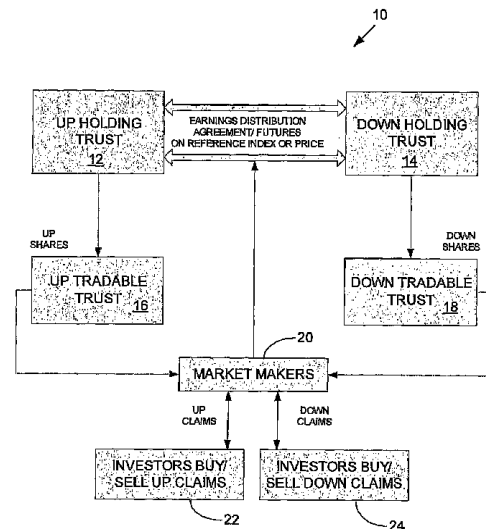 10
UP HOLDING
TRUST
12
EARNINGS DISTRIBUTION
AGREEMENT/ FUTURES
ON REFERENCE INDEX OR PRICE
DOWN HOLDING
TRUST
14
UP
SHARES
DOWN
SHARES
UP TRADABLE
TRUST
16
DOWN TRADABLE
TRUST
18
20
MARKET MAKERS
UP
CLAIMS
DOWN
CLAIMS
INVESTORS BUY/
SELL UP CLAIMS
INVESTORS BUY/
SELL DOWN CLAIMS
22
24